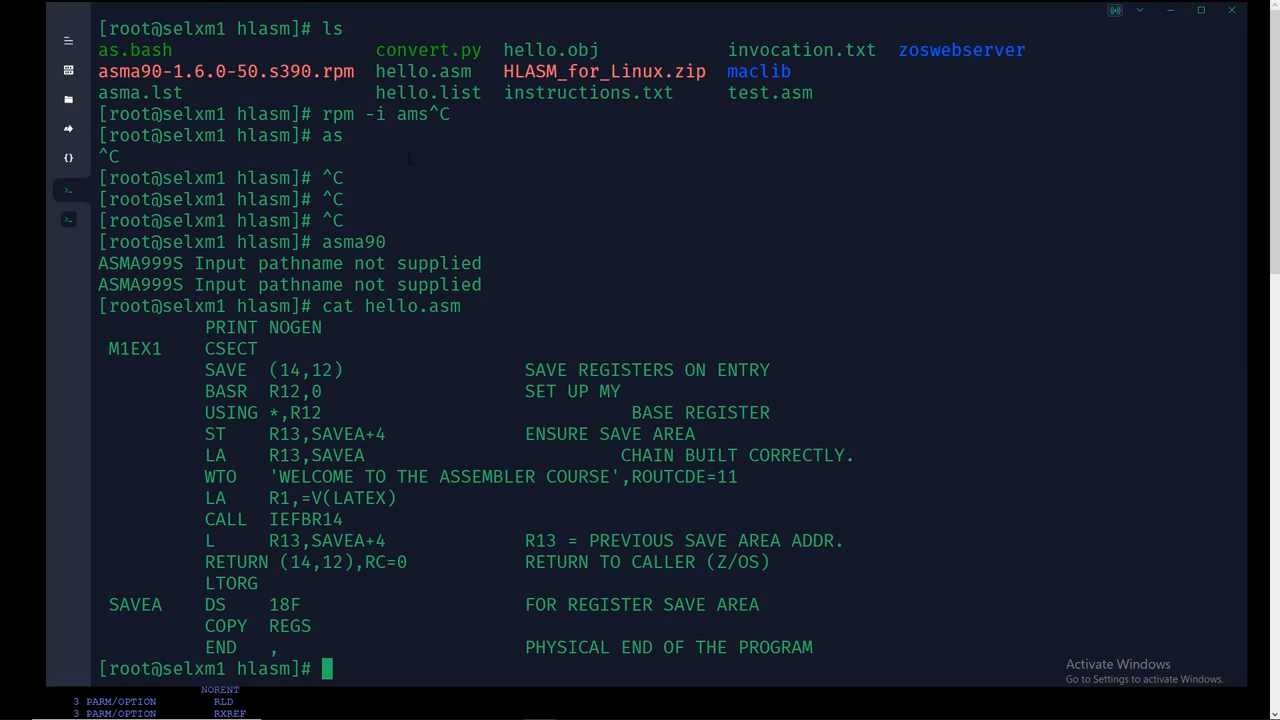 [root@selxm1 hlasm]# ls
as.bash convert.py hello.obj invocation.txt zoswebserver
asma90-1.6.0-50.s390.rpm hello.asm HLASM_for_Linux.zip maclib
asma.lst hello.list instructions.txt test.asm
[root@selxm1 hlasm]# rpm -i ams^C
[root@selxm1 hlasm]# as
^C
[root@selxm1 hlasm]# ^C
[root@selxm1 hlasm]# ^C
[root@selxm1 hlasm]# ^C
[root@selxm1 hlasm]# asma90
ASMA999S Input pathname not supplied
ASMA999S Input pathname not supplied
[root@selxm1 hlasm]# cat hello.asm
PRINT NOGEN
M1EX1 CSECT
SAVE (14,12) SAVE REGISTERS ON ENTRY
BASR R12,0 SET UP MY
USING *,R12 BASE REGISTER
ST R13,SAVEA+4 ENSURE SAVE AREA
LA R13,SAVEA CHAIN BUILT CORRECTLY.
WTO 'WELCOME TO THE ASSEMBLER COURSE',ROUTCDE=11
LA R1,=V(LATEX)
CALL IEFBR14
L R13,SAVEA+4 R13 = PREVIOUS SAVE AREA ADDR.
RETURN (14,12),RC=0 RETURN TO CALLER (Z/OS)
LTORG
SAVEA DS 18F FOR REGISTER SAVE AREA
COPY REGS
END , PHYSICAL END OF THE PROGRAM
[root@selxm1 hlasm]#
Activate Windows
Go to Settings to activate Windows.
NORENT
3 PARM/OPTION RLD
3 PARM/OPTION RXREF